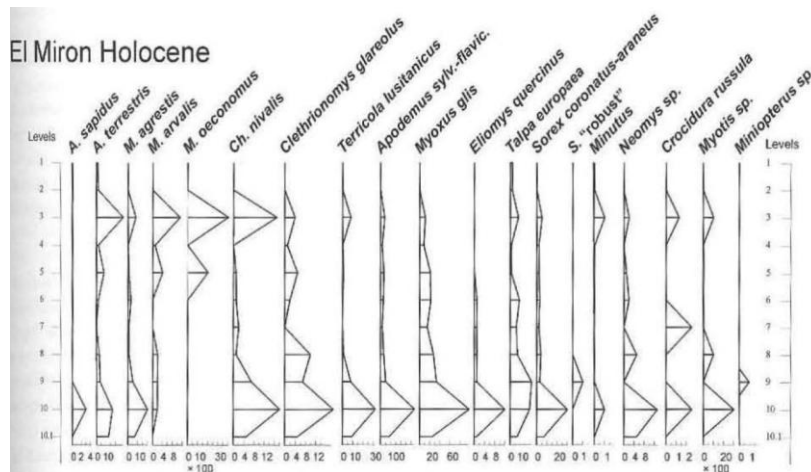 El Miron Holocene
A. sapidus
A. terrestris
M. agrestis
M. arvalis
M. oeconomus
Ch. nivalis
Clethrionomys glareolus
Terricola lusitanicus
Apodemus sylv.-flavic.
Myoxus glis
Eliomys quercinus
Talpa europaea
Sorex coronatus-araneus
S. "robust"
Minutus
Neomys sp.
Crocidura russula
Myotis sp.
Miniopterus sp
Levels
Levels
1
1
2
2
3
3
4
4
5
5
6
6
7
7
8
8
9
9
10
10
10.1
10.1
0 2 4 0 10 0 10 0 4 8 0 10 30 0 4 8 12 0 4 8 12 0 10 30 0 100 20 60 0 4 8 0 10 0 20 0 1 0 1 0 4 8 0 1 2 0 20 0 1
× 100 × 100